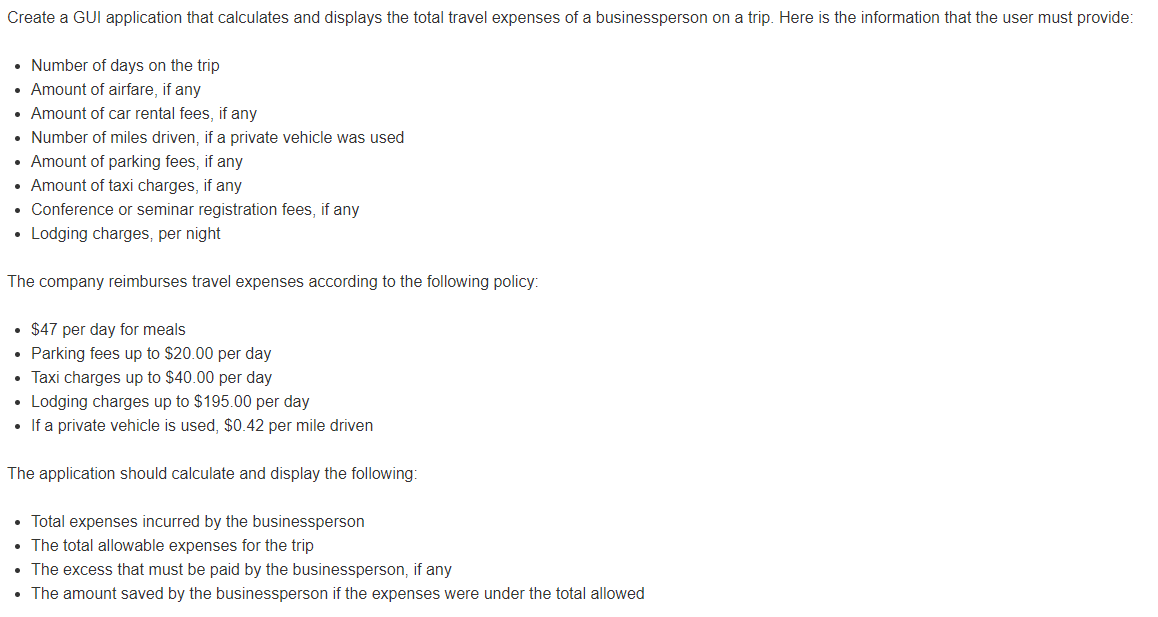 Create a GUI application that calculates and displays the total travel expenses of a businessperson on a trip. Here is the information that the user must provide:
• Number of days on the trip
• Amount of airfare, if any
• Amount of car rental fees, if any
• Number of miles driven, if a private vehicle was used
• Amount of parking fees, if any
• Amount of taxi charges, if any
• Conference or seminar registration fees, if any
• Lodging charges, per night
The company reimburses travel expenses according to the following policy:
• $47 per day for meals
• Parking fees up to $20.00 per day
• Taxi charges up to $40.00 per day
• Lodging charges up to $195.00 per day
• If a private vehicle is used, $0.42 per mile driven
The application should calculate and display the following:
• Total expenses incurred by the businessperson
• The total allowable expenses for the trip
• The excess that must be paid by the businessperson, if any
• The amount saved by the businessperson if the expenses were under the total allowed